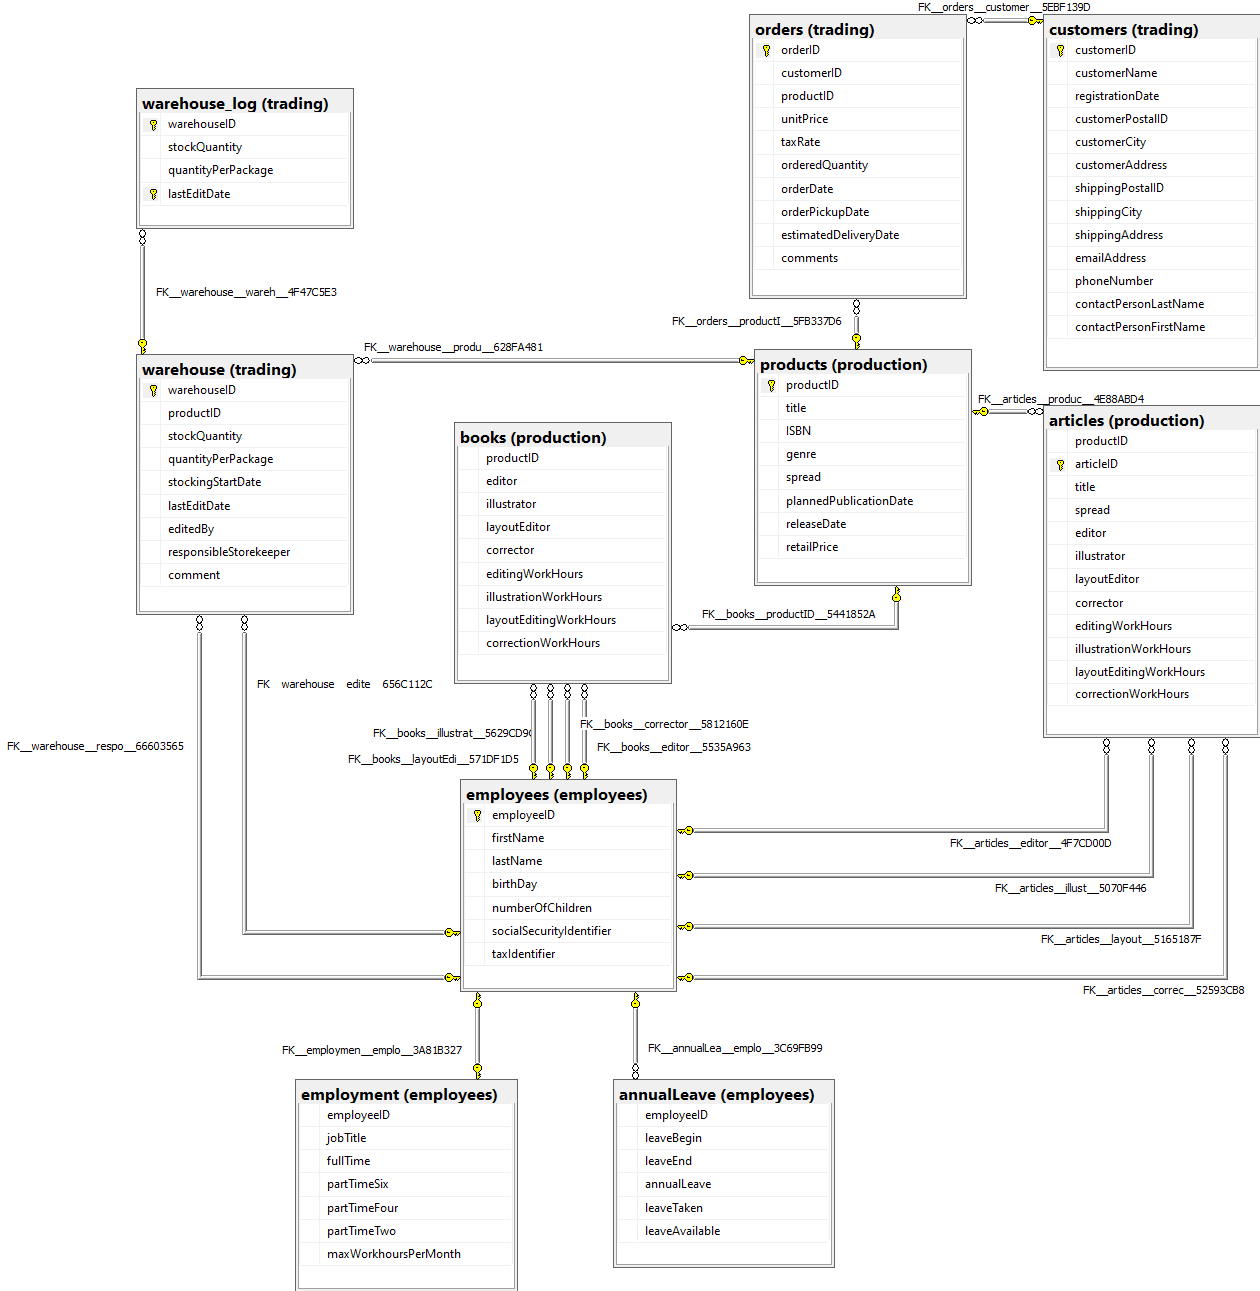 FK__orders__customer__5EBF139D
orders (trading)
orderID
customerID
productID
unitPrice
taxRate
orderedQuantity
orderDate
orderPickupDate
estimatedDeliveryDate
comments
customers (trading)
customerID
customerName
registrationDate
customerPostalID
customerCity
customerAddress
shippingPostalID
shippingCity
shippingAddress
emailAddress
phoneNumber
contactPersonLastName
contactPersonFirstName
warehouse_log (trading)
warehouseID
stockQuantity
quantityPerPackage
lastEditDate
FK__warehouse__wareh__4F47C5E3
FK__orders__productI__5FB337D6
FK__warehouse__produ__628FA481
warehouse (trading)
warehouseID
productID
stockQuantity
quantityPerPackage
stockingStartDate
lastEditDate
editedBy
responsibleStorekeeper
comment
products (production)
productID
title
ISBN
genre
spread
plannedPublicationDate
releaseDate
retailPrice
FK__articles__produc__4E88ABD4
articles (production)
productID
articleID
title
spread
editor
illustrator
layoutEditor
corrector
editingWorkHours
illustrationWorkHours
layoutEditingWorkHours
correctionWorkHours
books (production)
productID
editor
illustrator
layoutEditor
corrector
editingWorkHours
illustrationWorkHours
layoutEditingWorkHours
correctionWorkHours
FK__books__productID__5441852A
FK__warehouse__edite__656C112C
FK__warehouse__respo__66603565
FK__books__illustrat__5629CD9C
FK__books__corrector__5812160E
FK__books__editor__5535A963
FK__books__layoutEdi__571DF1D5
employees (employees)
employeeID
firstName
lastName
birthDay
numberOfChildren
socialSecurityIdentifier
taxIdentifier
FK__articles__editor__4F7CD00D
FK__articles__illust__5070F446
FK__articles__layout__5165187F
FK__articles__correc__52593CB8
FK__employmen__emplo__3A81B327
FK__annualLea__emplo__3C69FB99
employment (employees)
employeeID
jobTitle
fullTime
partTimeSix
partTimeFour
partTimeTwo
maxWorkhoursPerMonth
annualLeave (employees)
employeeID
leaveBegin
leaveEnd
annualLeave
leaveTaken
leaveAvailable